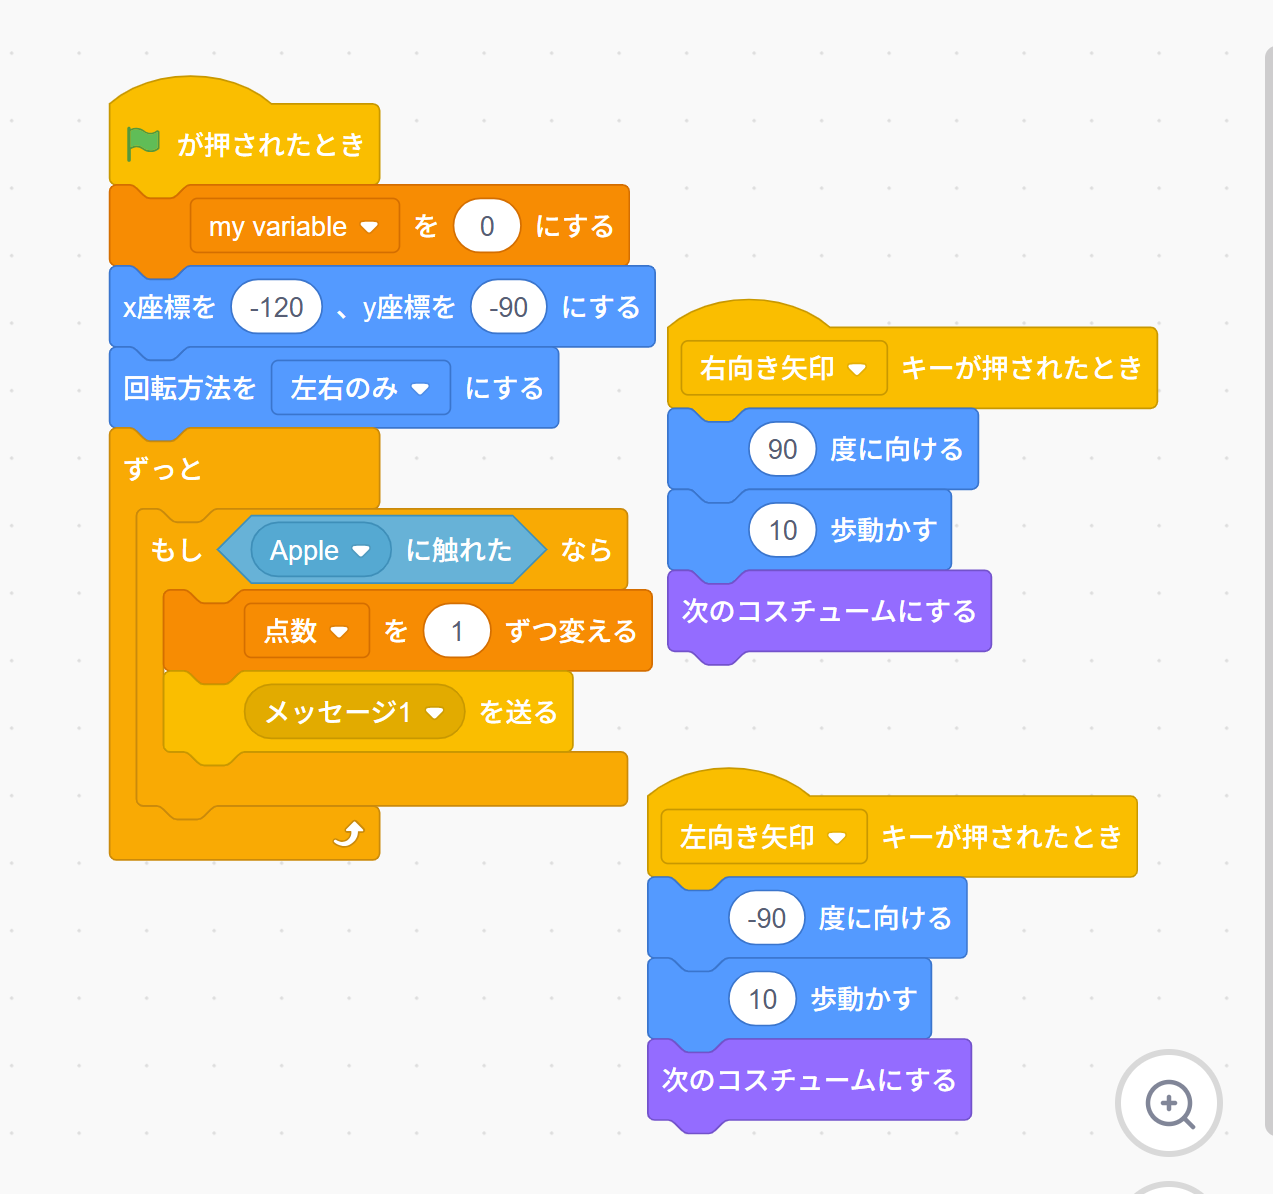 が押されたとき
my variable を 0 にする
x座標を -120 、y座標を -90 にする
回転方法を 左右のみ にする
ずっと
もし Apple に触れた なら
点数 を 1 ずつ変える
メッセージ1 を送る
右向き矢印 キーが押されたとき
90 度に向ける
10 歩動かす
次のコスチュームにする
左向き矢印 キーが押されたとき
-90 度に向ける
10 歩動かす
次のコスチュームにする